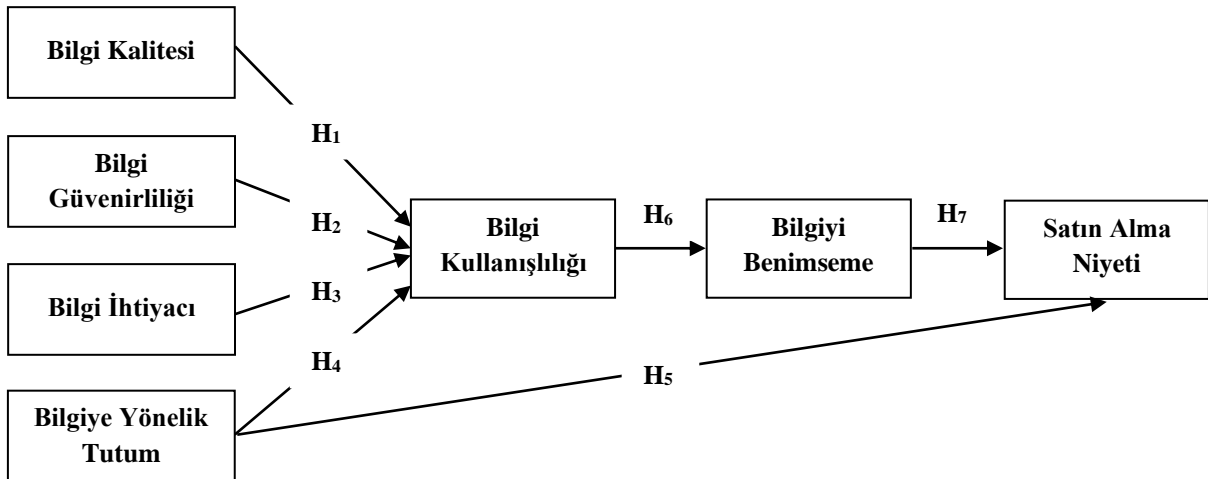 Bilgi Kalitesi
H1
Bilgi
Güvenirliliği
H2
Bilgi İhtiyacı
H3
Bilgiye Yönelik
Tutum
H4
H5
Bilgi
Kullanışlılığı
H6
Bilgiyi
Benimseme
H7
Satın Alma
Niyeti